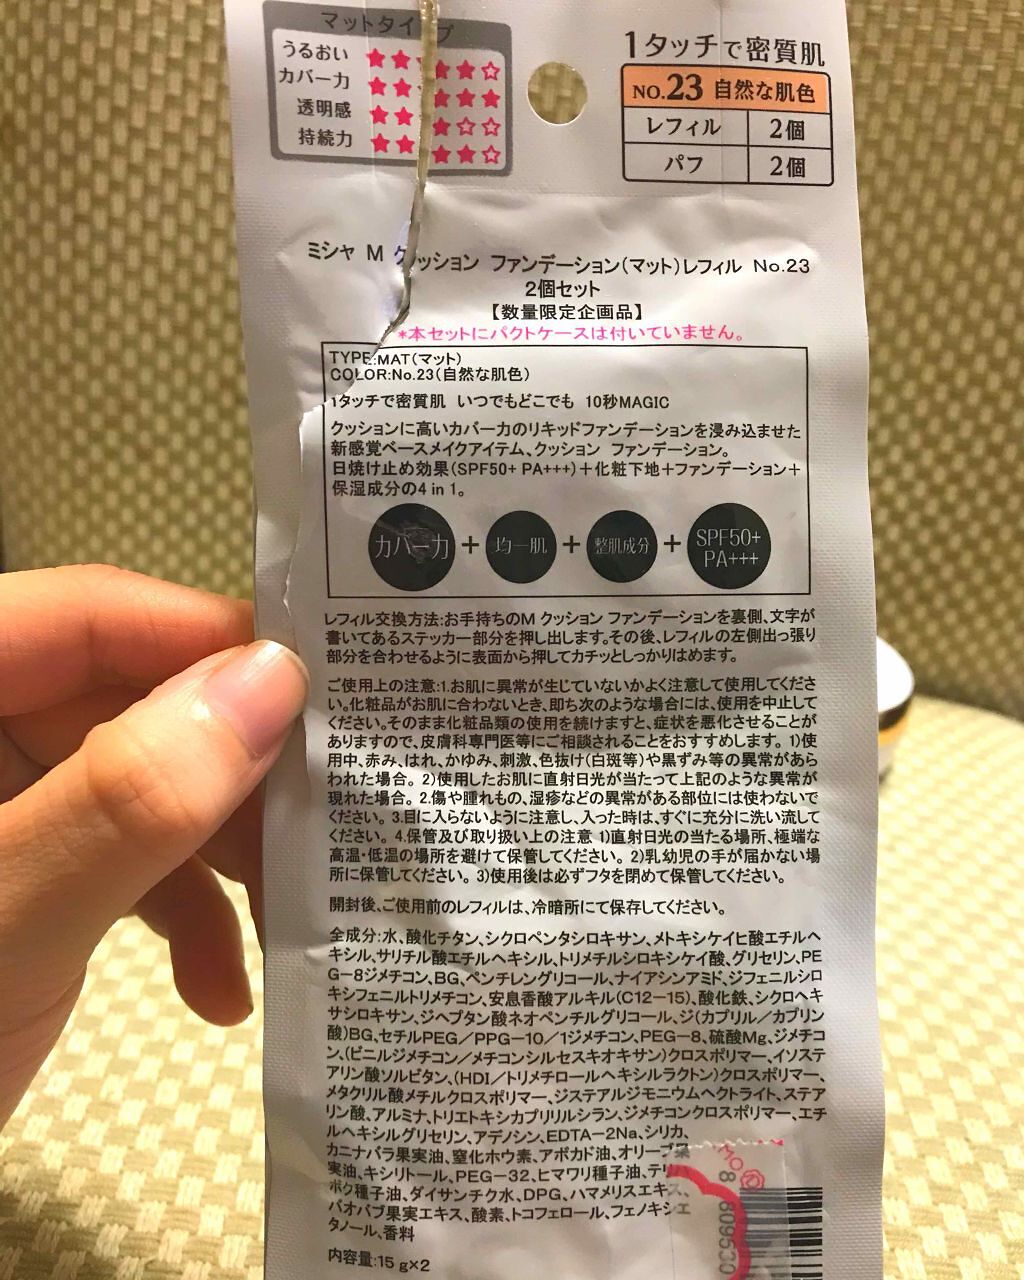 マットタイプ
うるおい ★★★★☆
カバー力 ★★★★★
透明感 ★★★☆☆
持続力 ★★★★☆
1タッチで密質肌
NO.23 自然な肌色
レフィル 2個
パフ 2個
ミシャ M クッション ファンデーション(マット)レフィル No.23
2個セット
【数量限定企画品】
*本セットにパクトケースは付いていません。
TYPE:MAT(マット)
COLOR:No.23(自然な肌色)
1タッチで密質肌 いつでもどこでも 10秒MAGIC
クッションに高いカバー力のリキッドファンデーションを浸み込ませた
新感覚ベースメイクアイテム、クッション ファンデーション。
日焼け止め効果(SPF50+ PA+++)+化粧下地+ファンデーション+
保湿成分の4 in 1。
カバー力 + 均一肌 + 整肌成分 + SPF50+ PA+++
レフィル交換方法:お手持ちのM クッション ファンデーションを裏側、文字が
書いてあるステッカー部分を押し出します。その後、レフィルの左側出っ張り
部分を合わせるように表面から押してカチッとしっかりはめます。
ご使用上の注意:1.お肌に異常が生じていないかよく注意して使用してくださ
い。化粧品がお肌に合わないとき、即ち次のような場合には、使用を中止して
ください。そのまま化粧品類の使用を続けますと、症状を悪化させることが
ありますので、皮膚科専門医等にご相談されることをおすすめします。1)使
用中、赤み、はれ、かゆみ、刺激、色抜け(白斑等)や黒ずみ等の異常があら
われた場合。2)使用したお肌に直射日光が当たって上記のような異常が
現れた場合。2.傷や腫れもの、湿疹などの異常がある部位には使わないで
ください。3.目に入らないように注意し、入った時は、すぐに充分に洗い流して
ください。4.保管及び取り扱い上の注意 1)直射日光の当たる場所、極端な
高温・低温の場所を避けて保管してください。2)乳幼児の手が届かない場
所に保管してください。3)使用後は必ずフタを閉めて保管してください。
開封後、ご使用前のレフィルは、冷暗所にて保存してください。
全成分:水、酸化チタン、シクロペンタシロキサン、メトキシケイヒ酸エチルヘ
キシル、サリチル酸エチルヘキシル、トリメチルシロキシケイ酸、グリセリン、PE
G-8ジメチコン、BG、ペンチレングリコール、ナイアシンアミド、ジフェニルシロ
キシフェニルトリメチコン、安息香酸アルキル(C12-15)、酸化鉄、シクロヘキ
サシロキサン、ジヘプタン酸ネオペンチルグリコール、ジ(カプリル/カプリン
酸)BG、セチルPEG/PPG-10/1ジメチコン、PEG-8、硫酸Mg、ジメチコ
ン、(ビニルジメチコン/メチコンシルセスキオキサン)クロスポリマー、イソステ
アリン酸ソルビタン、(HDI/トリメチロールヘキシルラクトン)クロスポリマー、
メタクリル酸メチルクロスポリマー、ジステアルジモニウムヘクトライト、ステア
リン酸、アルミナ、トリエトキシカプリリルシラン、ジメチコンクロスポリマー、エチ
ルヘキシルグリセリン、アデノシン、EDTA-2Na、シリカ、
カニナバラ果実油、窒化ホウ素、アボカド油、オリーブ果
実油、キシリトール、PEG-32、ヒマワリ種子油、テリハ
ボク種子油、ダイサンチク水、DPG、ハマメリスエキス、
バオバブ果実エキス、酸素、トコフェロール、フェノキシエ
タノール、香料
内容量:15 g×2